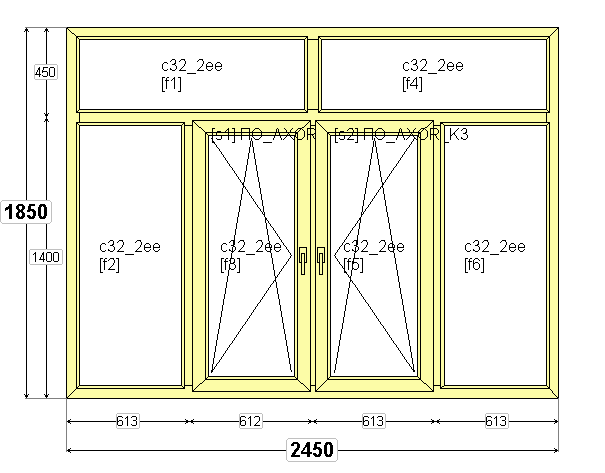 450
c32_2ee
[f1]
c32_2ee
[f4]
[s1] ПО_AXOR
[s2] ПО_AXOR_K3
1850
1400
c32_2ee
[f2]
c32_2ee
[f3]
c32_2ee
[f5]
c32_2ee
[f6]
613
612
613
613
2450